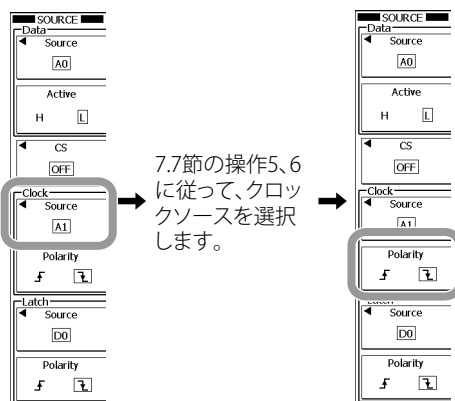 SOURCE
Data
Source
A0
Active
H L
CS
OFF
Clock
Source
A1
Polarity
Latch
Source
D0
Polarity
7.7節の操作5、6
に従って、クロッ
クソースを選択
します。
SOURCE
Data
Source
A0
Active
H L
CS
OFF
Clock
Source
A1
Polarity
Latch
Source
D0
Polarity